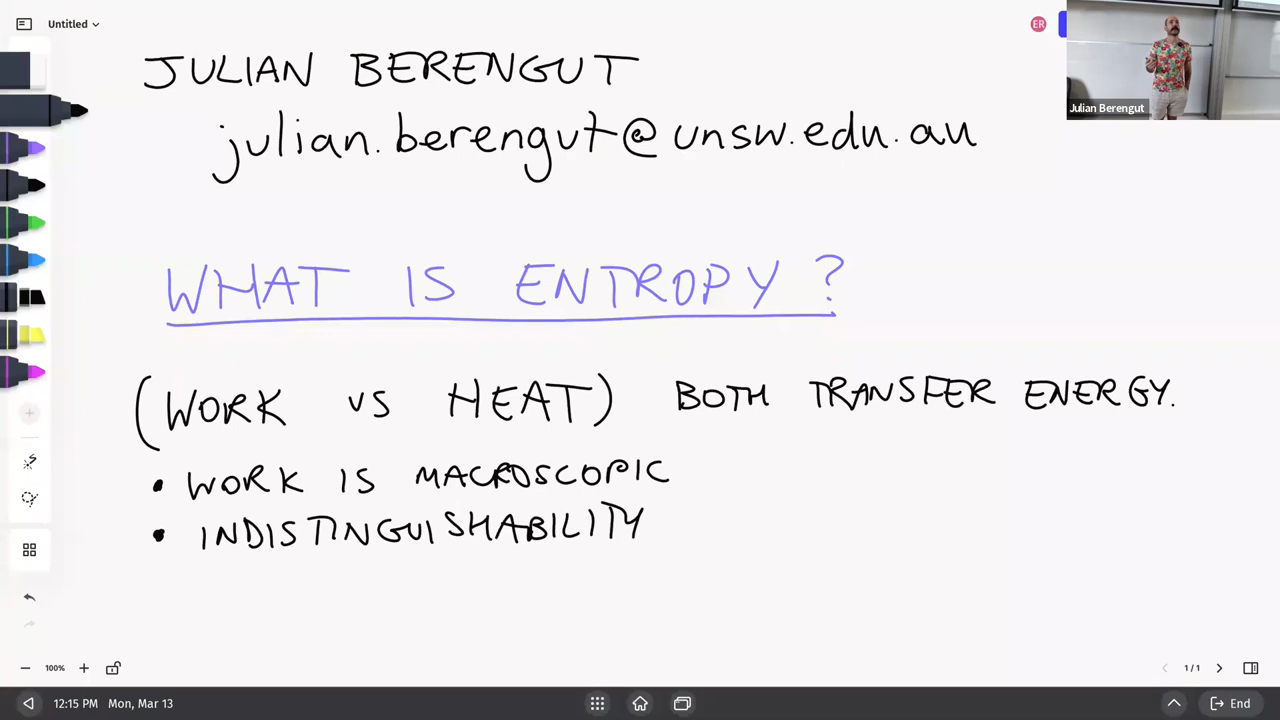 Untitled
ER
JULIAN BERENGUT
julian.berengut@unsw.edu.au
Julian Berengut
WHAT IS ENTROPY?
(WORK VS HEAT) BOTH TRANSFER ENERGY.
• WORK IS MACROSCOPIC
• INDISTINGUISHABILITY
100%
1/1
12:15 PM Mon, Mar 13
End